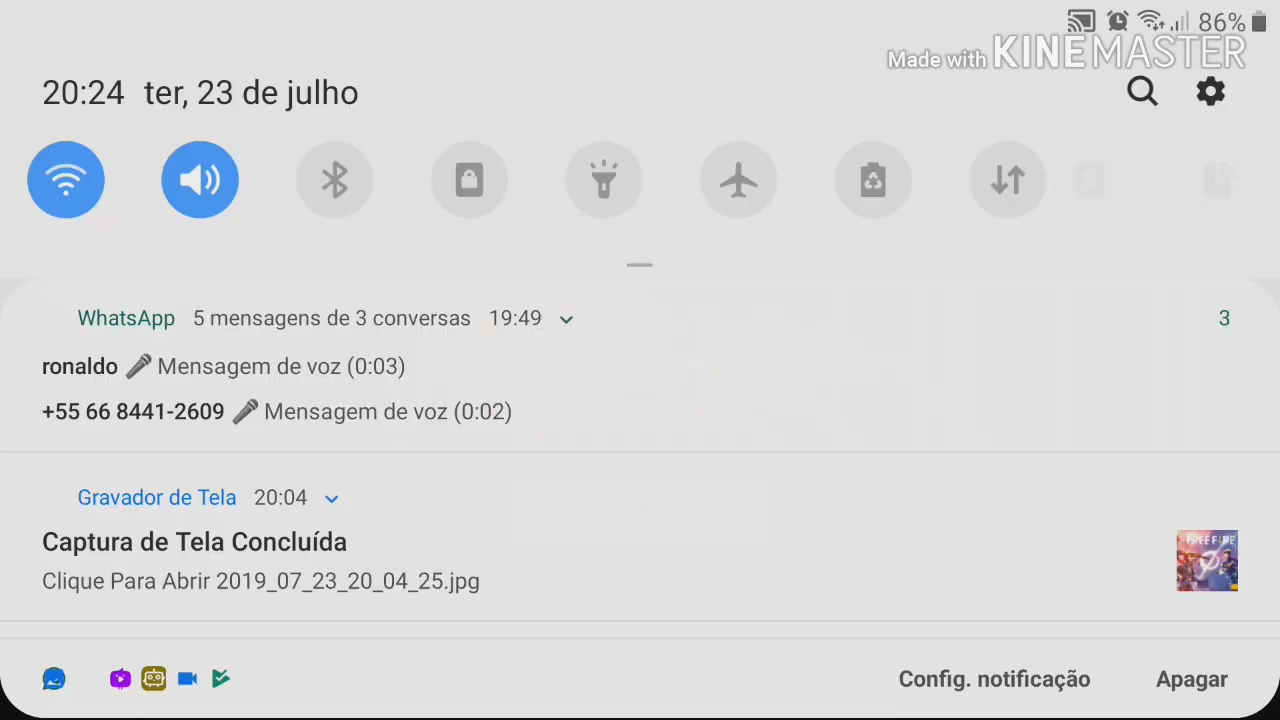 86%
Made with KINEMASTER
20:24 ter, 23 de julho
WhatsApp 5 mensagens de 3 conversas 19:49 3
ronaldo 🎤 Mensagem de voz (0:03)
+55 66 8441-2609 🎤 Mensagem de voz (0:02)
Gravador de Tela 20:04
Captura de Tela Concluída
Clique Para Abrir 2019_07_23_20_04_25.jpg
FREE FIRE
Config. notificação Apagar